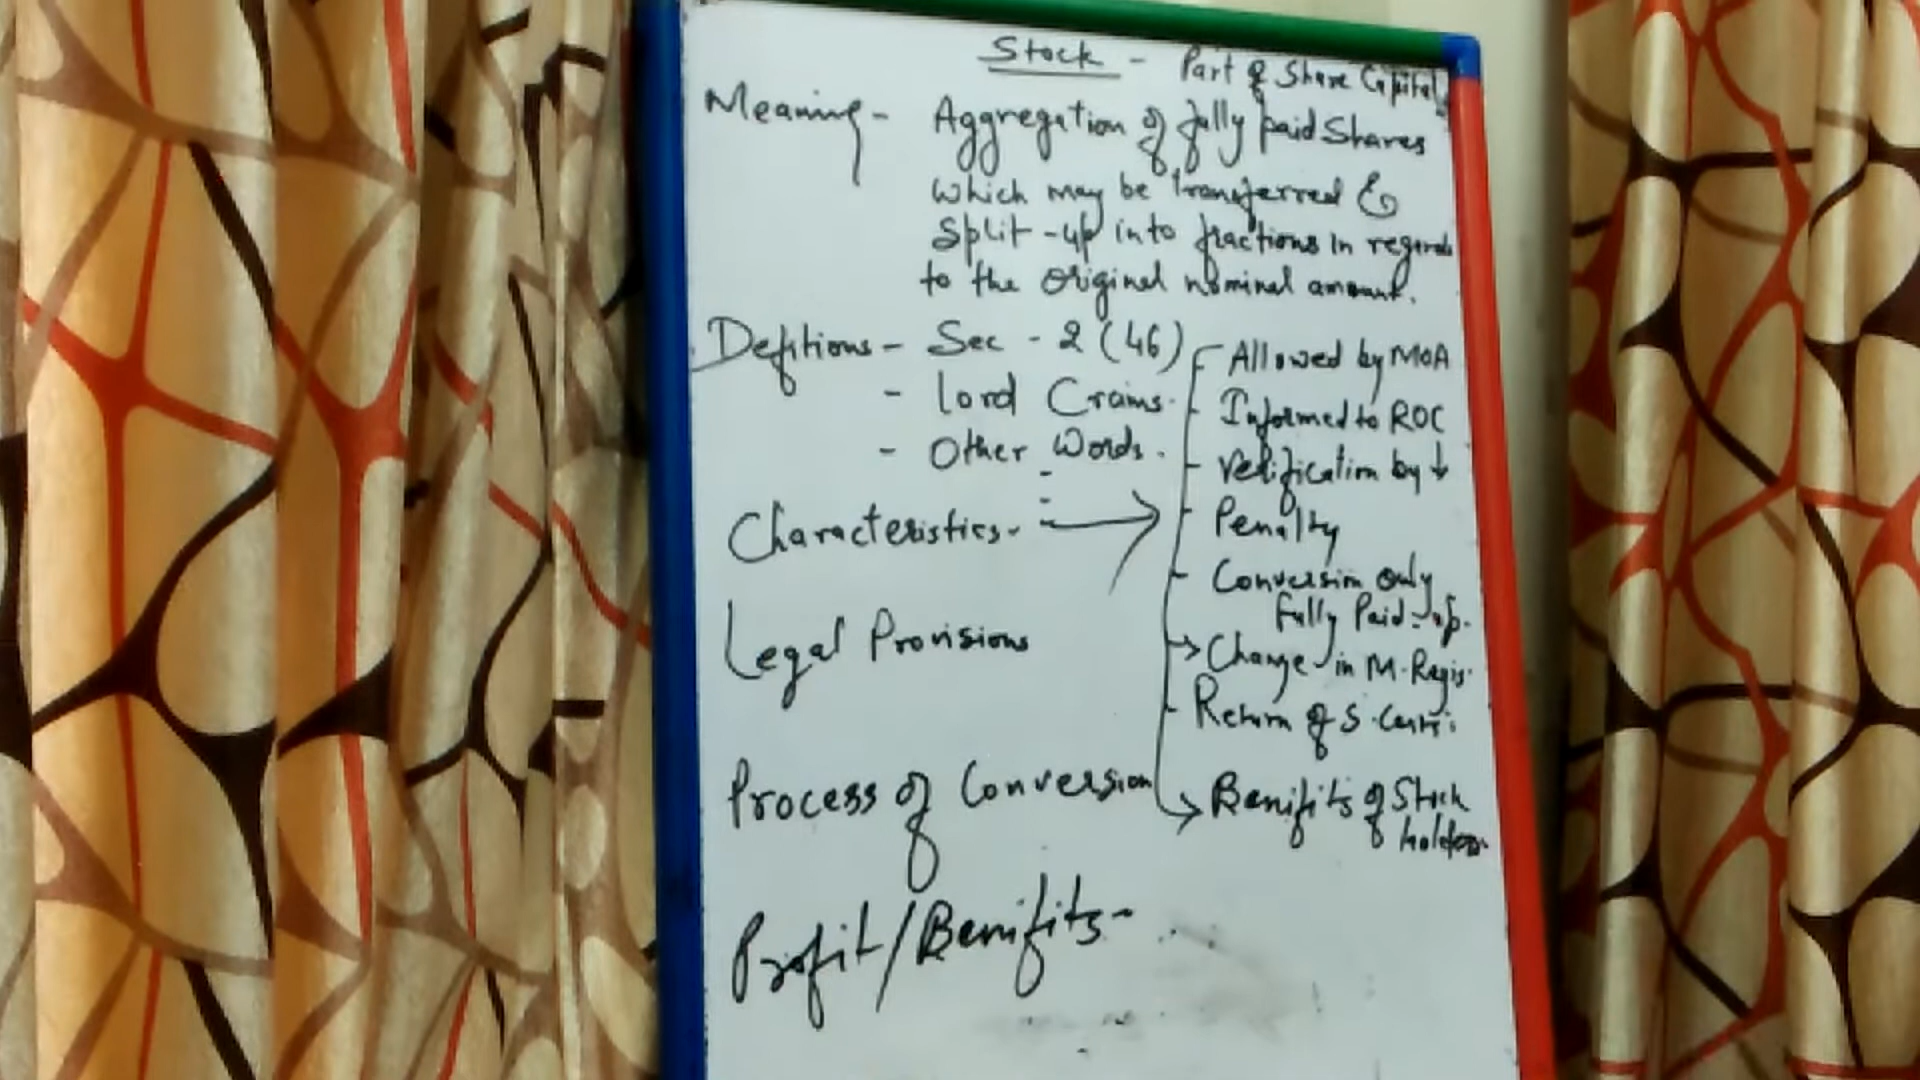 Stock - Part of Share Capital
Meaning - Aggregation of fully paid Shares
which may be transferred &
Split-up into fractions in regards
to the original nominal amount.
Defitions - Sec - 2 (46)
- Lord Crains.
- Other Words.
Characteristics.
Legal Provisions
Process of Conversion
Profit/Benifits-
- Allowed by MOA
- Informed to ROC
- Verification by ↓
- Penalty
- Conversion only
fully Paid-up.
→ Change in M. Regis.
- Return of S.
→ Benifits of Stock
holders